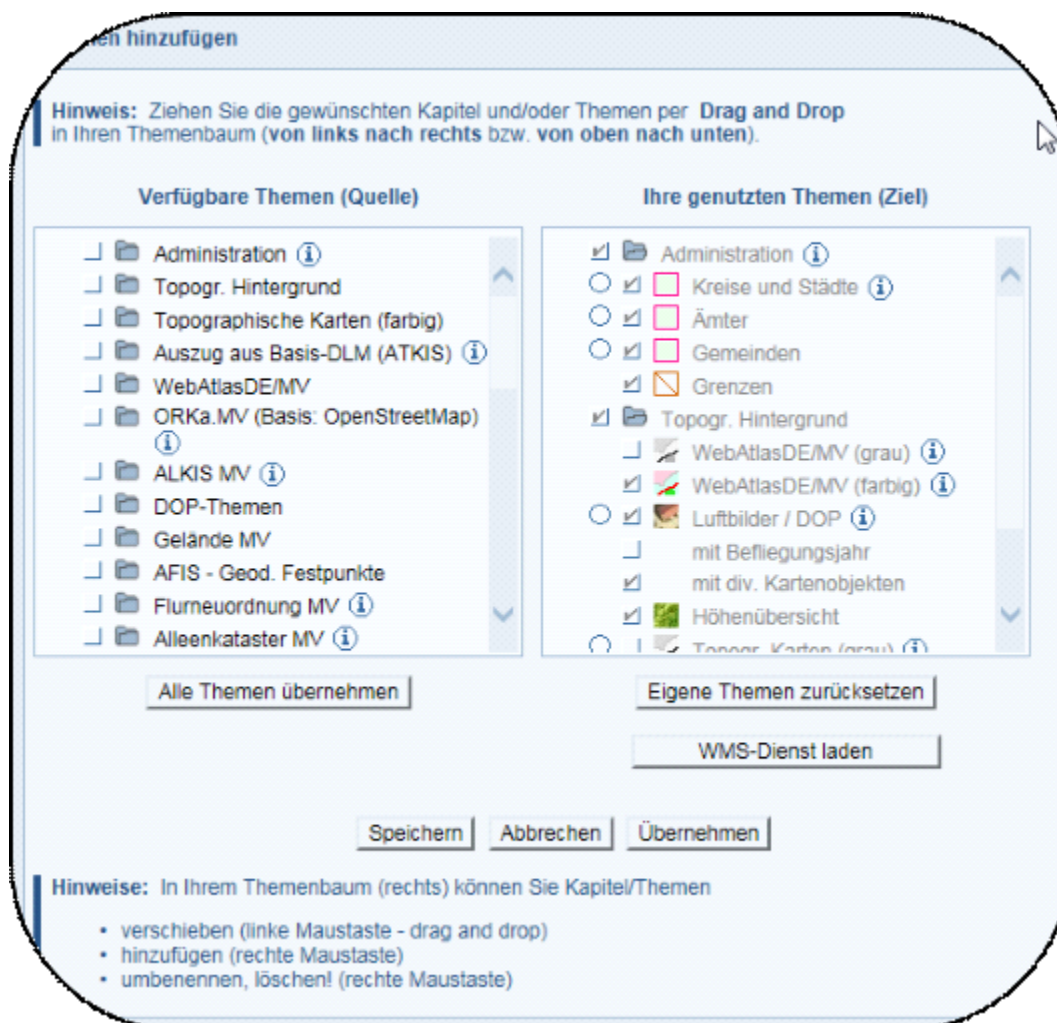 hinzufügen
Hinweis: Ziehen Sie die gewünschten Kapitel und/oder Themen per Drag and Drop
in Ihren Themenbaum (von links nach rechts bzw. von oben nach unten).
Verfügbare Themen (Quelle)
Administration
Topogr. Hintergrund
Topographische Karten (farbig)
Auszug aus Basis-DLM (ATKIS)
WebAtlasDE/MV
ORKa.MV (Basis: OpenStreetMap)
ALKIS MV
DOP-Themen
Gelände MV
AFIS - Geod. Festpunkte
Flurneuordnung MV
Alleenkataster MV
Alle Themen übernehmen
Ihre genutzten Themen (Ziel)
Administration
Kreise und Städte
Ämter
Gemeinden
Grenzen
Topogr. Hintergrund
WebAtlasDE/MV (grau)
WebAtlasDE/MV (farbig)
Luftbilder / DOP
mit Befliegungsjahr
mit div. Kartenobjekten
Höhenübersicht
Topogr. Karten (grau)
Eigene Themen zurücksetzen
WMS-Dienst laden
Speichern Abbrechen Übernehmen
Hinweise: In Ihrem Themenbaum (rechts) können Sie Kapitel/Themen
• verschieben (linke Maustaste - drag and drop)
• hinzufügen (rechte Maustaste)
• umbenennen, löschen! (rechte Maustaste)